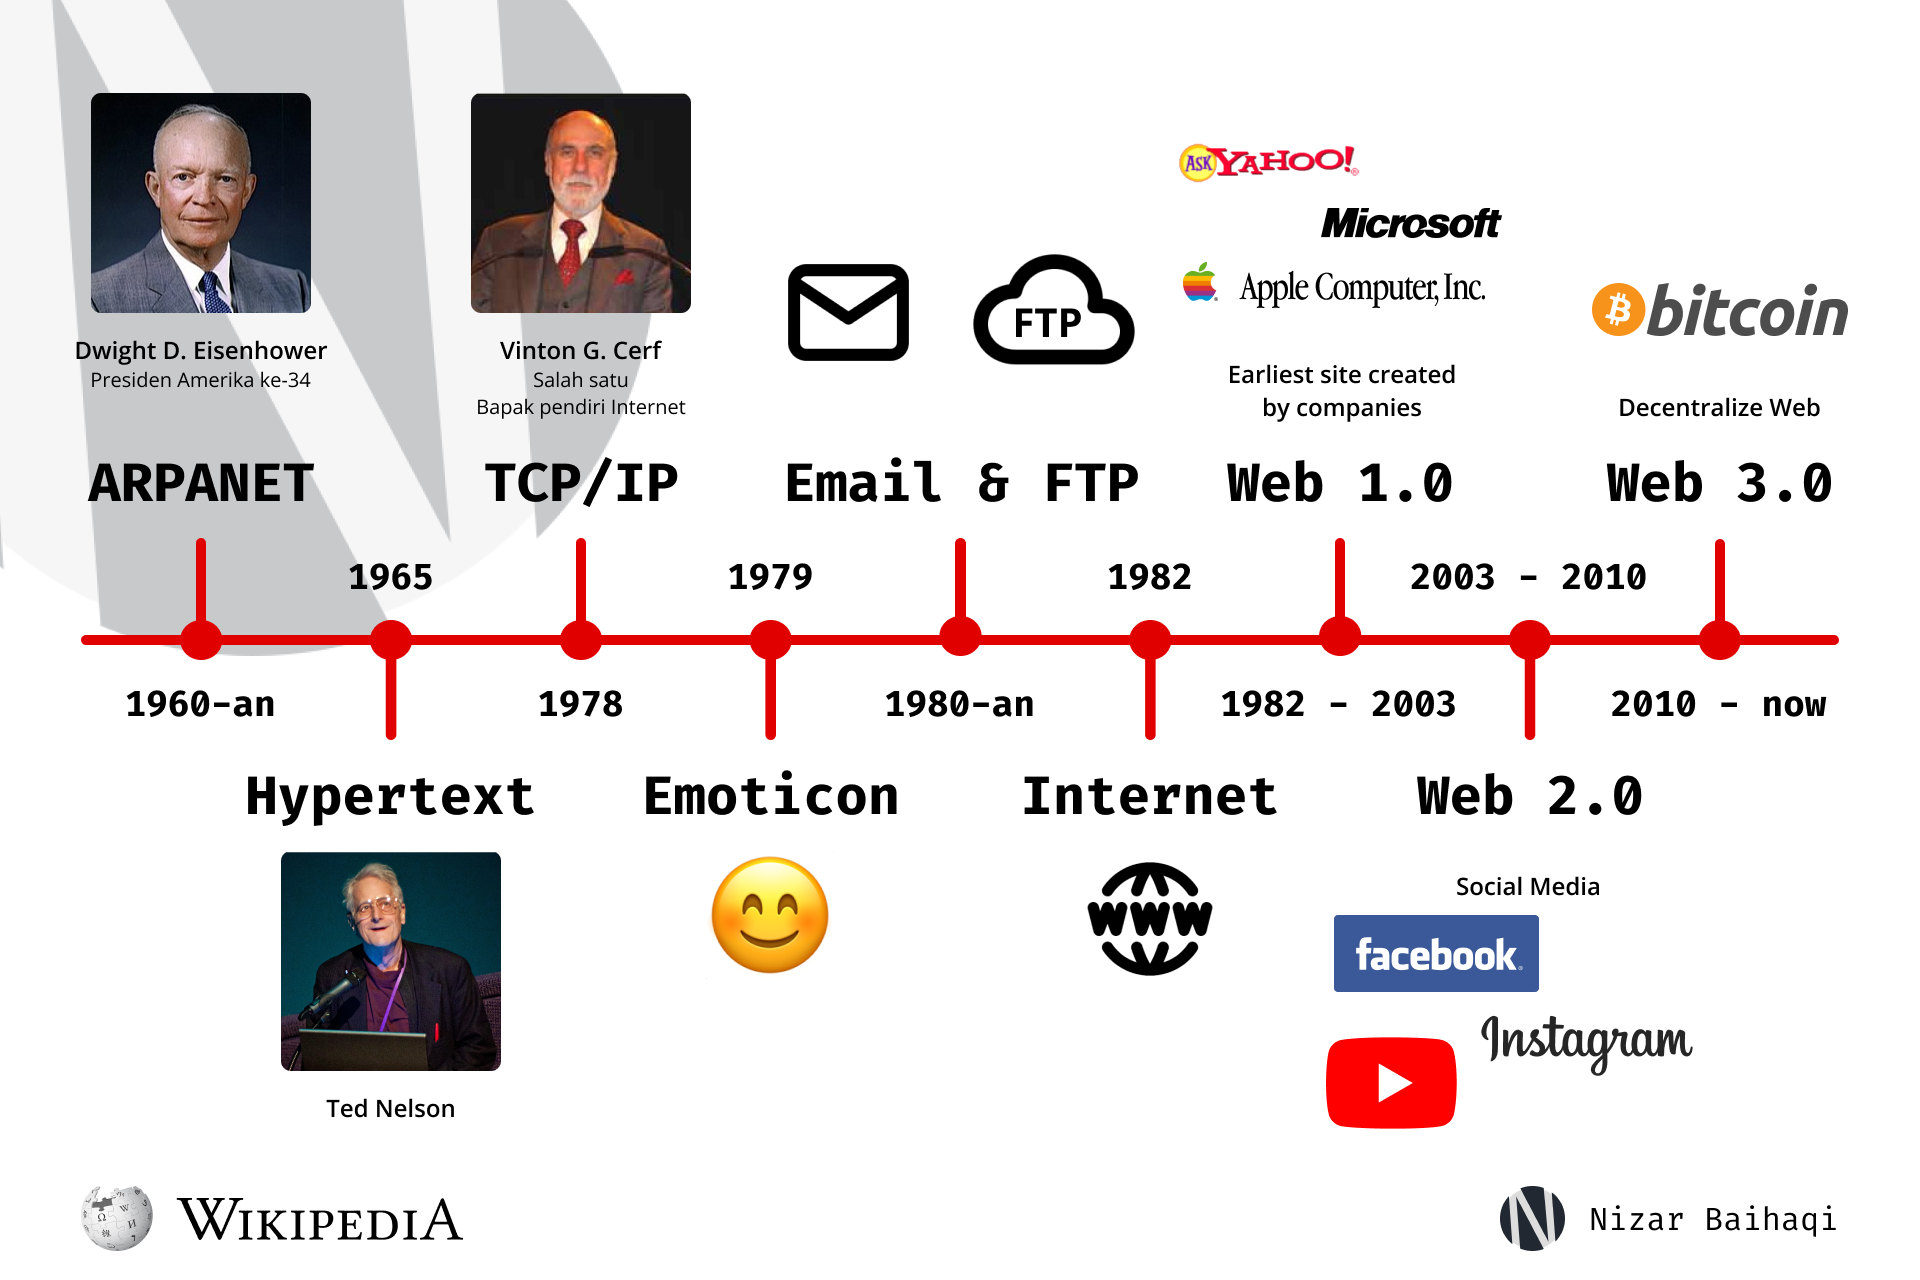 Dwight D. Eisenhower
Presiden Amerika ke-34
Vinton G. Cerf
Salah satu
Bapak pendiri Internet
FTP
ASK YAHOO!
Microsoft
Apple Computer, Inc.
Earliest site created
by companies
bitcoin
Decentralize Web
ARPANET
TCP/IP
Email & FTP
Web 1.0
Web 3.0
1965
1979
1982
2003 – 2010
1960-an
1978
1980-an
1982 – 2003
2010 – now
Hypertext
Emoticon
Internet
Web 2.0
www
Social Media
facebook
Instagram
Ted Nelson
WIKIPEDIA
Nizar Baihaqi